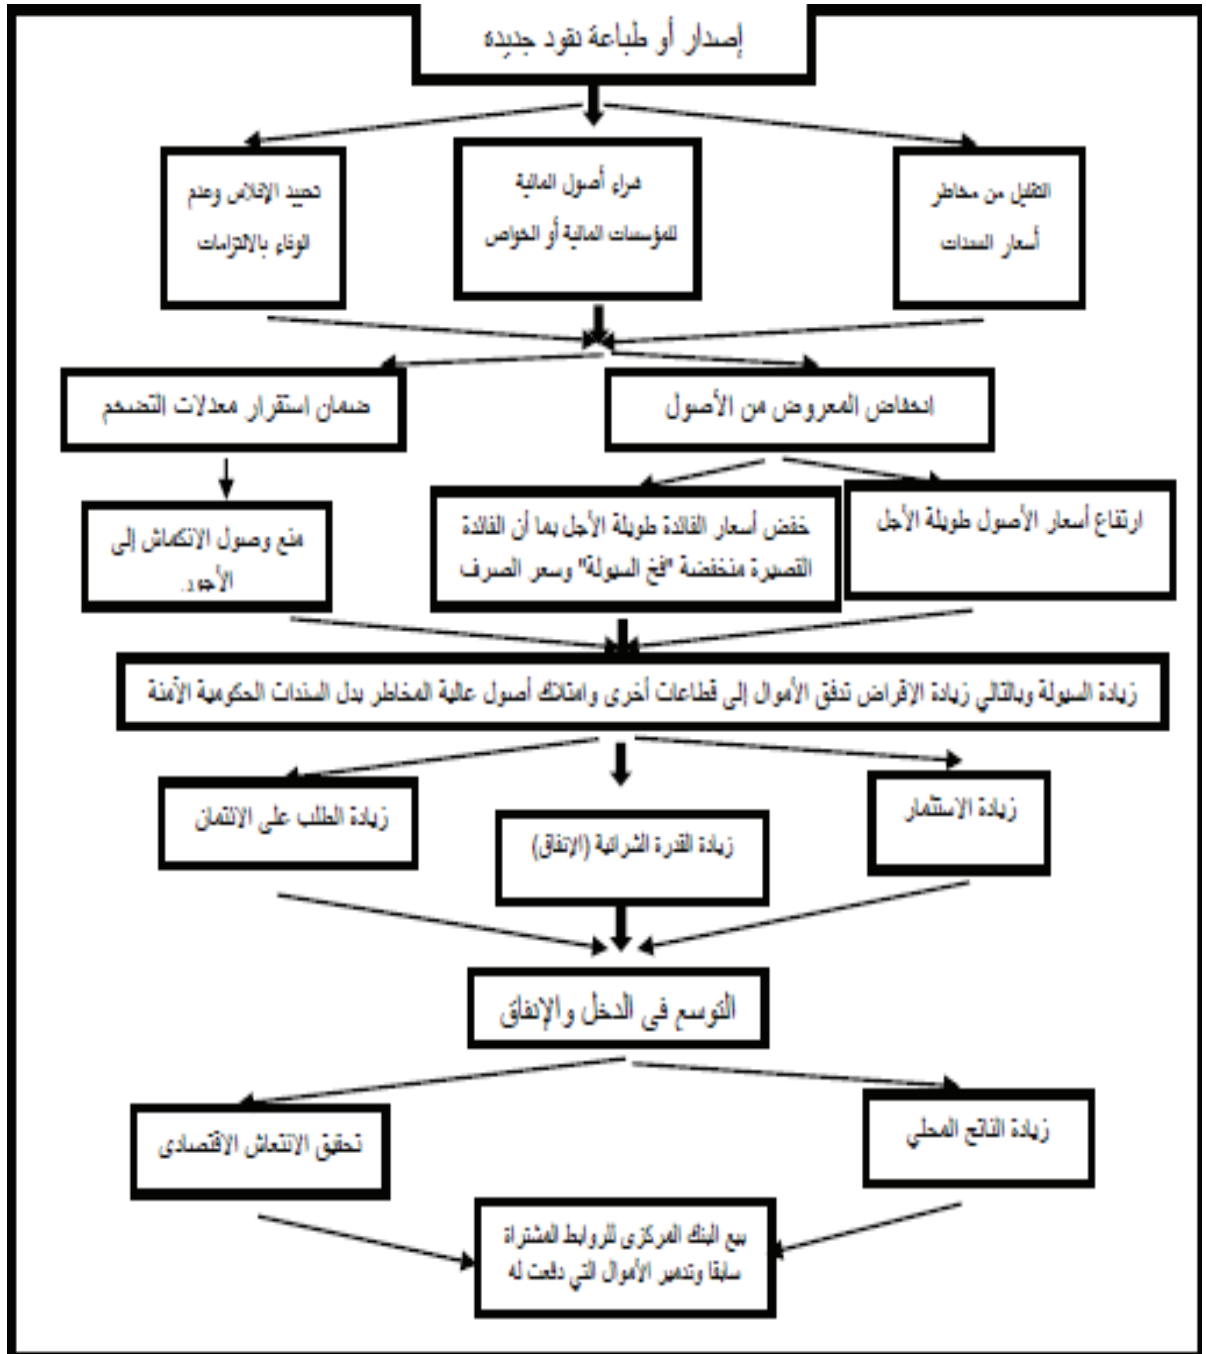 إصدار أو طباعة نقود جديدة
التقليل من مخاطر
أسعار السندات
شراء أصول المالية
للمؤسسات المالية أو الخواص
تحييد الإفلاس وعدم
الوفاء بالالتزامات
انخفاض المعروض من الأصول
ضمان استقرار معدلات التضخم
ارتفاع أسعار الأصول طويلة الأجل
خفض أسعار الفائدة طويلة الأجل بما أن الفائدة
القصيرة منخفضة "فخ السيولة" وسعر الصرف
منع وصول الانكماش إلى
الأجور.
زيادة السيولة وبالتالي زيادة الإقراض تدفق الأموال إلى قطاعات أخرى وامتلاك أصول عالية المخاطر بدل السندات الحكومية الآمنة
زيادة الاستثمار
زيادة القدرة الشرائية (الإنفاق)
زيادة الطلب على الائتمان
التوسع في الدخل والإنفاق
زيادة الناتج المحلي
تحقيق الانتعاش الاقتصادى
بيع البنك المركزى للروابط المشتراة
سابقا وتدمير الأموال التي دفعت له